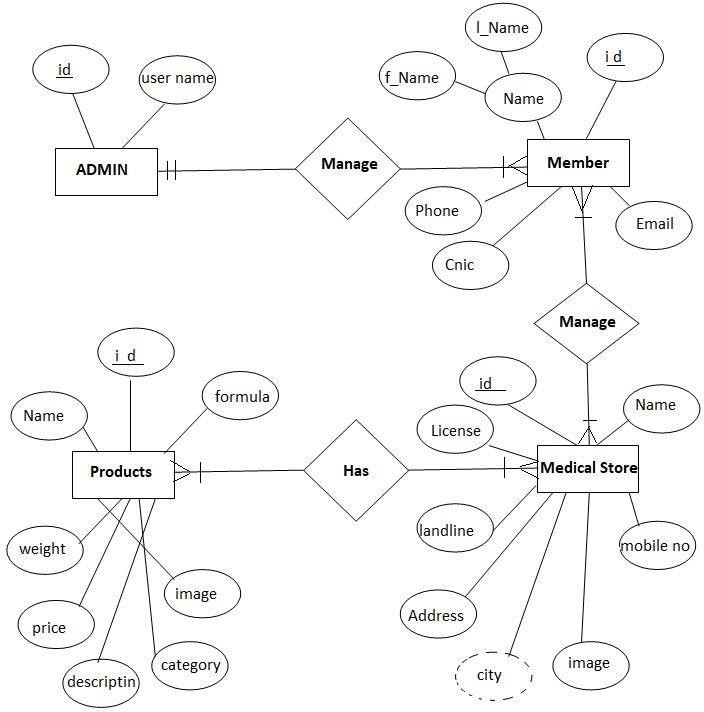 l_Name
id
user name
f_Name
Name
i d
ADMIN
Manage
Member
Phone
Email
Cnic
Manage
i d
formula
Name
id
Name
License
Products
Has
Medical Store
landline
weight
mobile no
image
price
Address
category
descriptin
city
image